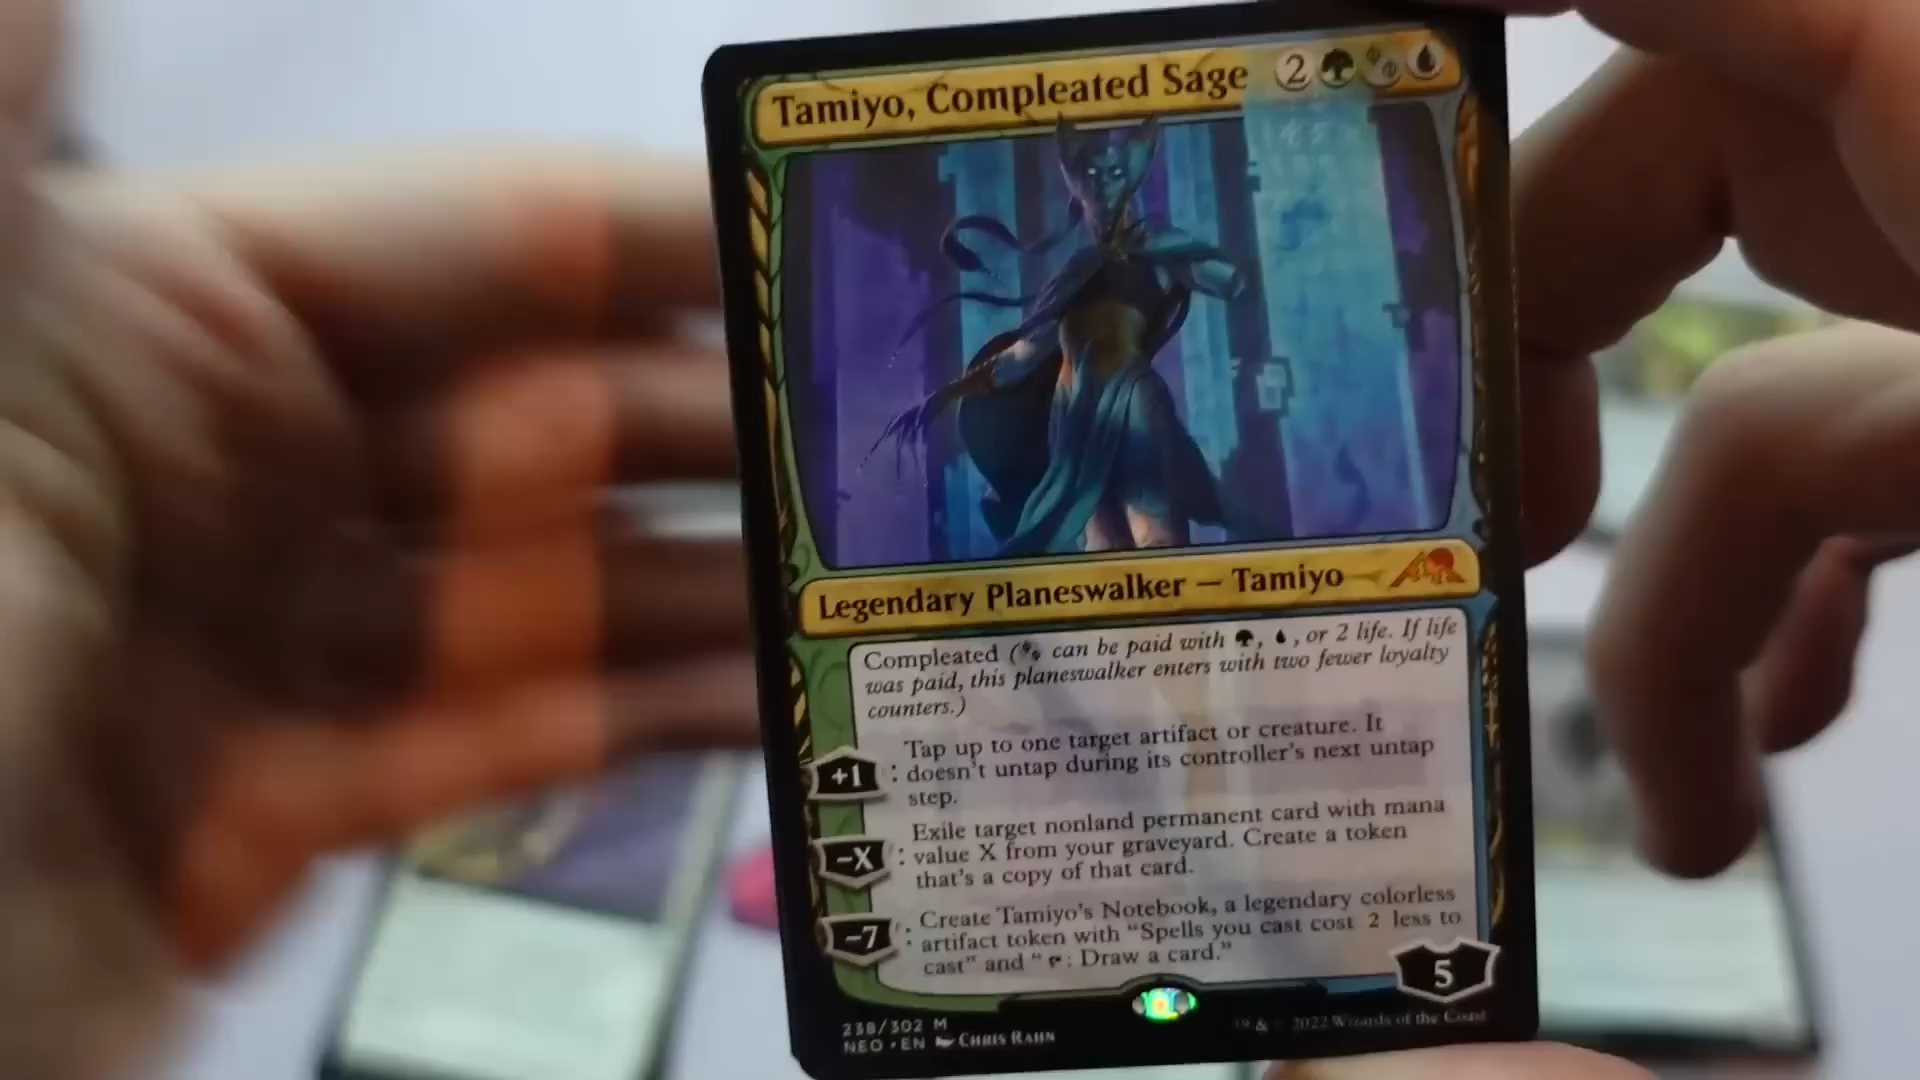 Tamiyo, Compleated Sage 2
Legendary Planeswalker — Tamiyo
Compleated ( can be paid with , , or 2 life. If life
was paid, this planeswalker enters with two fewer loyalty
counters.)
Tap up to one target artifact or creature. It
+1 : doesn't untap during its controller's next untap
step.
Exile target nonland permanent card with mana
−X : value X from your graveyard. Create a token
that's a copy of that card.
Create Tamiyo's Notebook, a legendary colorless
−7 : artifact token with "Spells you cast cost 2 less to
cast" and " : Draw a card."
5
238/302 M
NEO • EN Chris Rahn
& 2022 Wizards of the Coast